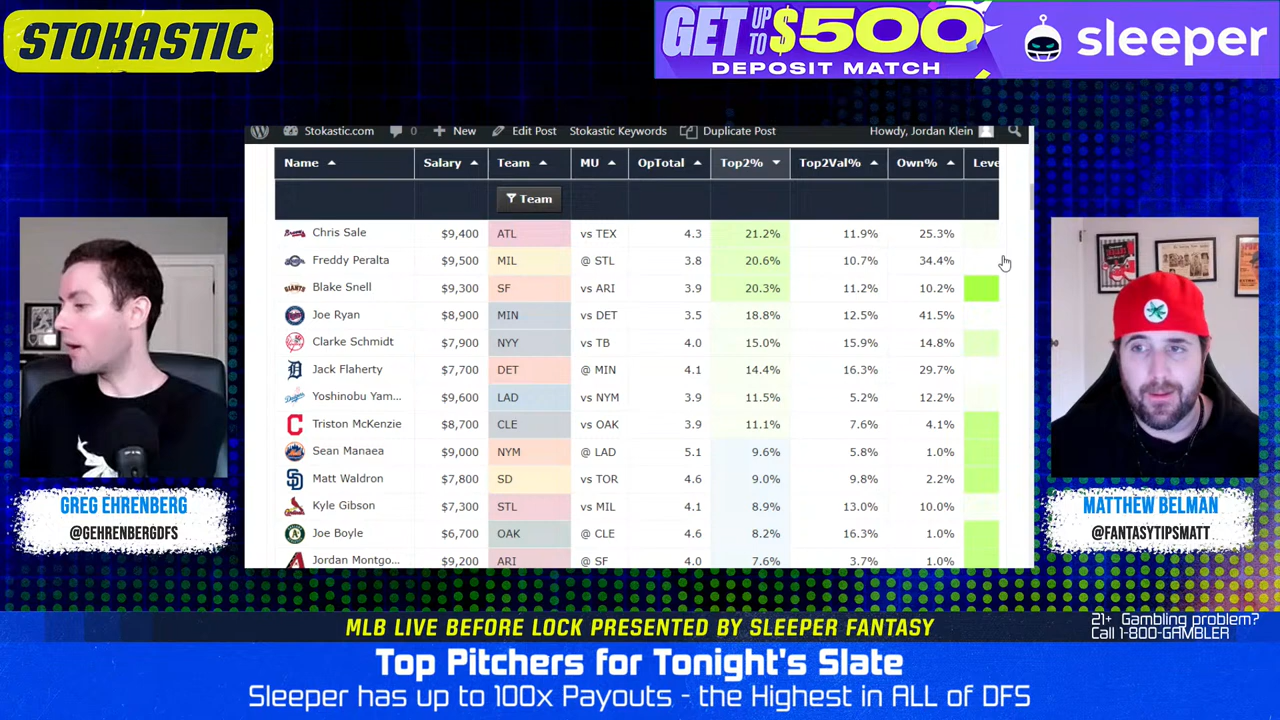 STOKASTIC
GET UP TO $500
DEPOSIT MATCH
sleeper
Stokastic.com 0 New Edit Post Stokastic Keywords Duplicate Post Howdy, Jordan Klein
Name Salary Team MU OpTotal Top2% Top2Val% Own% Leve
Team
Chris Sale $9,400 ATL vs TEX 4.3 21.2% 11.9% 25.3%
Freddy Peralta $9,500 MIL @ STL 3.8 20.6% 10.7% 34.4%
Blake Snell $9,300 SF vs ARI 3.9 20.3% 11.2% 10.2%
Joe Ryan $8,900 MIN vs DET 3.5 18.8% 12.5% 41.5%
Clarke Schmidt $7,900 NYY vs TB 4.0 15.0% 15.9% 14.8%
Jack Flaherty $7,700 DET @ MIN 4.1 14.4% 16.3% 29.7%
Yoshinobu Yam... $9,600 LAD vs NYM 3.9 11.5% 5.2% 12.2%
Triston McKenzie $8,700 CLE vs OAK 3.9 11.1% 7.6% 4.1%
Sean Manaea $9,000 NYM @ LAD 5.1 9.6% 5.8% 1.0%
Matt Waldron $7,800 SD vs TOR 4.6 9.0% 9.8% 2.2%
Kyle Gibson $7,300 STL vs MIL 4.1 8.9% 13.0% 10.0%
Joe Boyle $6,700 OAK @ CLE 4.6 8.2% 16.3% 1.0%
Jordan Montgo... $9,200 ARI @ SF 4.0 7.6% 3.7% 1.0%
GREG EHRENBERG
@GEHRENBERGDFS
MATTHEW BELMAN
@FANTASYTIPSMATT
MLB LIVE BEFORE LOCK PRESENTED BY SLEEPER FANTASY
21+ Gambling problem?
Call 1-800-GAMBLER
Top Pitchers for Tonight's Slate
Sleeper has up to 100x Payouts - the Highest in ALL of DFS